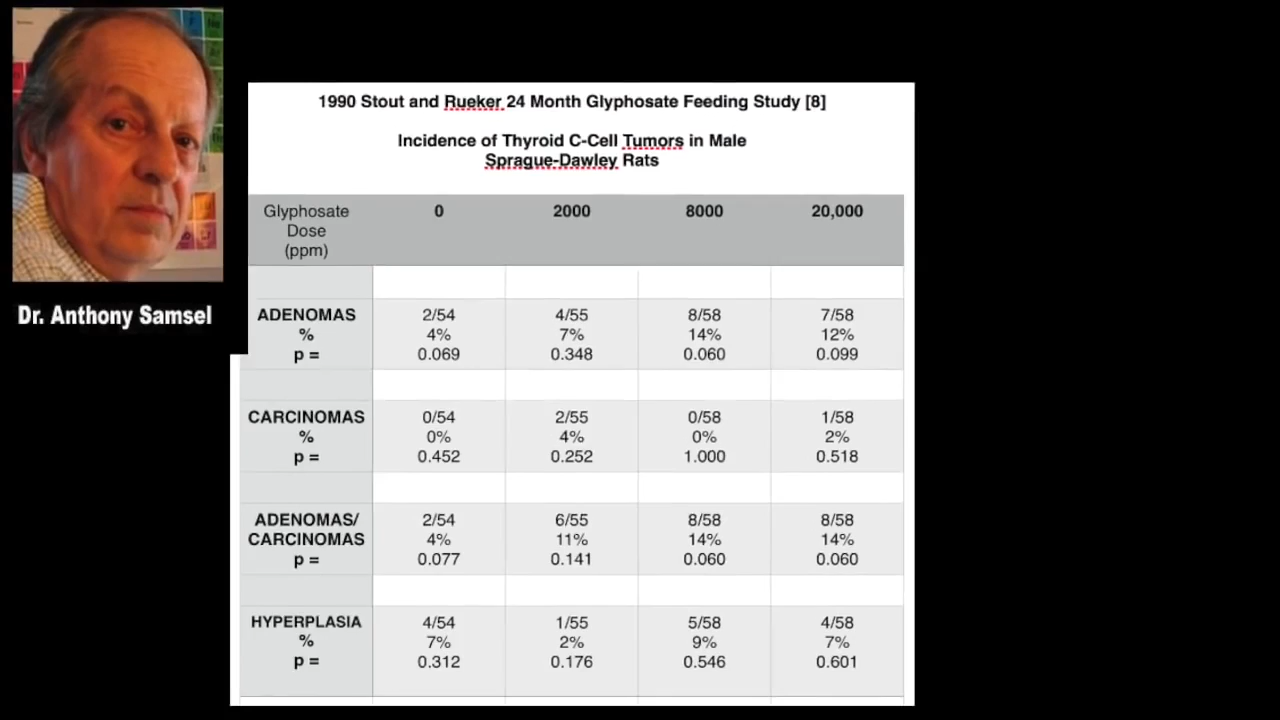 1990 Stout and Rueker 24 Month Glyphosate Feeding Study [8]
Incidence of Thyroid C-Cell Tumors in Male
Sprague-Dawley Rats
Glyphosate Dose (ppm) 0 2000 8000 20,000
ADENOMAS 2/54 4/55 8/58 7/58
% 4% 7% 14% 12%
p = 0.069 0.348 0.060 0.099
CARCINOMAS 0/54 2/55 0/58 1/58
% 0% 4% 0% 2%
p = 0.452 0.252 1.000 0.518
ADENOMAS/ 2/54 6/55 8/58 8/58
CARCINOMAS 4% 11% 14% 14%
p = 0.077 0.141 0.060 0.060
HYPERPLASIA 4/54 1/55 5/58 4/58
% 7% 2% 9% 7%
p = 0.312 0.176 0.546 0.601
Dr. Anthony Samsel